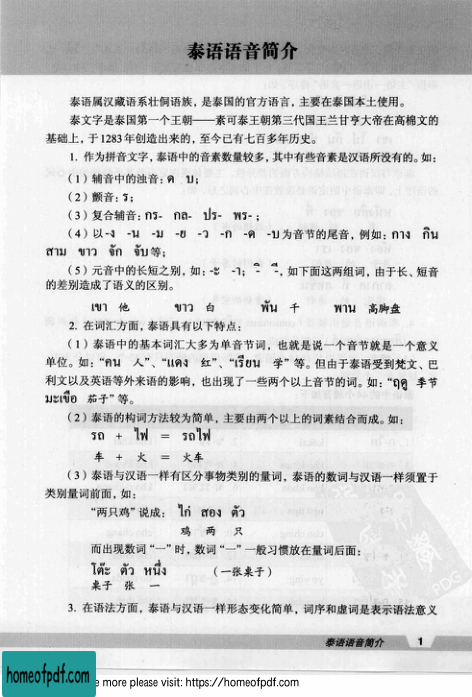 泰语语音简介
泰语属汉藏语系壮侗语族，是泰国的官方语言，主要在泰国本土使用。
泰文字是泰国第一个王朝——素可泰王朝第三代国王兰甘亨大帝在高棉文的
基础上，于1283年创造出来的，至今已有七百多年历史。
1. 作为拼音文字，泰语中的音素数量较多，其中有些音素是汉语所没有的。如：
（1）辅音中的浊音：ด บ；
（2）颤音：ร；
（3）复合辅音：กร- กล- ปร- พร-；
（4）以-ง -น -ม -ย -ว -ก -ด -บ为音节的尾音，例如：กาง กิน
สาม ขาว จัก จับ等；
（5）元音中的长短之别，如：-ะ -า； -ิ -ี，如下面这两组词，由于长、短音
的差别造成了语义的区别。
เขา 他 ขาว 白 พัน 千 พาน 高脚盘
2. 在词汇方面，泰语具有以下特点：
（1）泰语中的基本词汇大多为单音节词，也就是说一个音节就是一个意义
单位。如：“คน 人”、“แดง 红”、“เรียน 学”等。但由于泰语受到梵文、巴
利文以及英语等外来语的影响，也出现了一些两个以上音节的词。如：“ฤดู 季节
มะเขือ 茄子”等。
（2）泰语的构词方法较为简单，主要由两个以上的词素结合而成。如：
รถ + ไฟ = รถไฟ
车 + 火 = 火车
（3）泰语与汉语一样有区分事物类别的量词，泰语的数词与汉语一样须置于
类别量词前面，如：
“两只鸡”说成：ไก่ สอง ตัว
鸡 两 只
而出现数词“一”时，数词“一”一般习惯放在量词后面：
โต๊ะ ตัว หนึ่ง （一张桌子）
桌子 张 一
3. 在语法方面，泰语与汉语一样形态变化简单，词序和虚词是表示语法意义
泰语语音简介 1
PDG
homeofpdf.com
e more please visit: https://homeofpdf.com